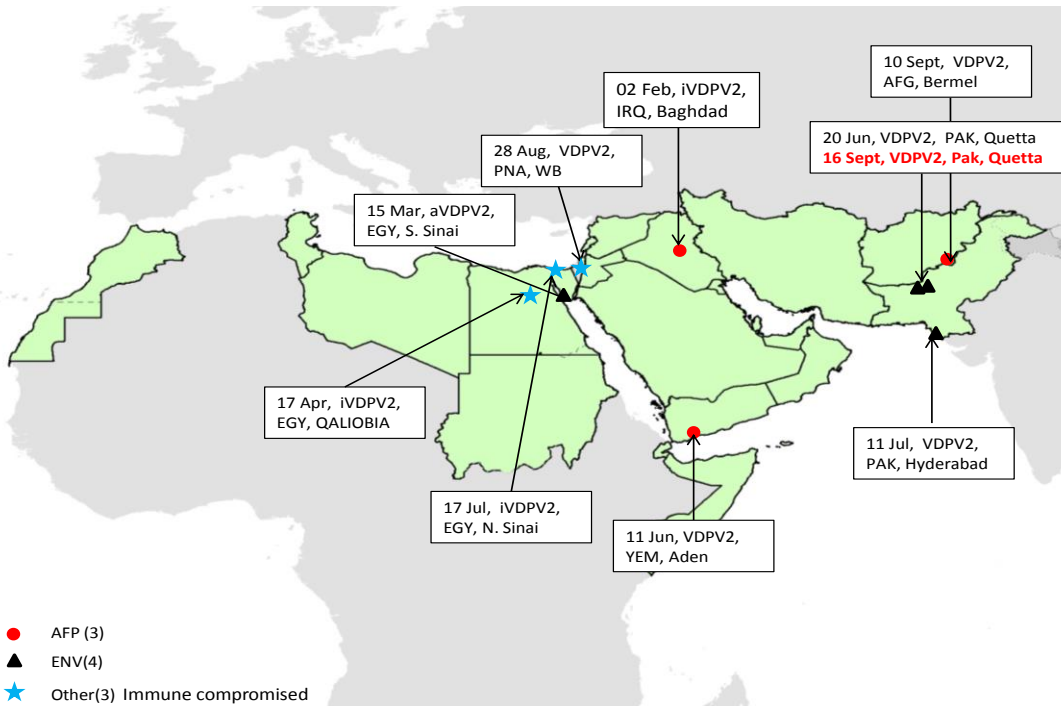 10 Sept, VDPV2,
AFG, Bermel
02 Feb, iVDPV2,
IRQ, Baghdad
20 Jun, VDPV2, PAK, Quetta
16 Sept, VDPV2, Pak, Quetta
28 Aug, VDPV2,
PNA, WB
15 Mar, aVDPV2,
EGY, S. Sinai
17 Apr, iVDPV2,
EGY, QALIOBIA
11 Jul, VDPV2,
PAK, Hyderabad
17 Jul, iVDPV2,
EGY, N. Sinai
11 Jun, VDPV2,
YEM, Aden
AFP (3)
ENV(4)
Other(3) Immune compromised